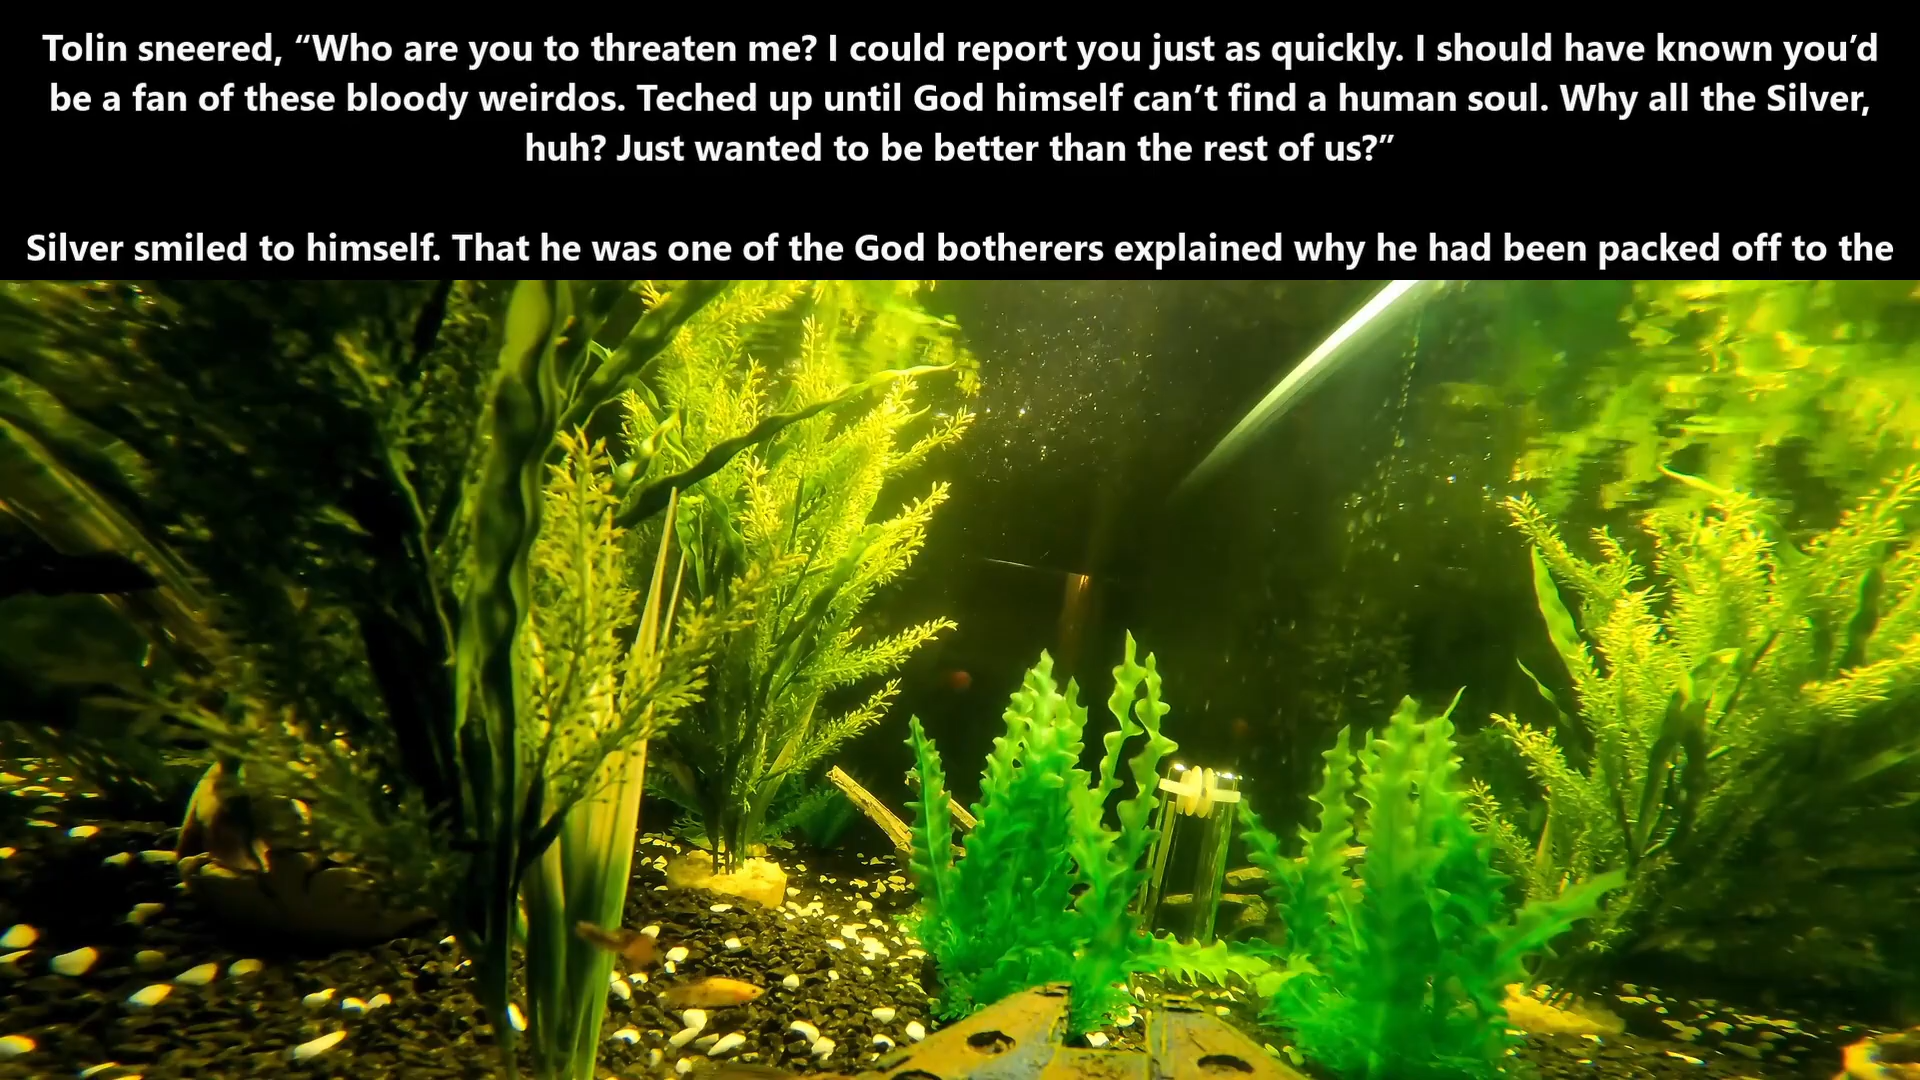 Tolin sneered, “Who are you to threaten me? I could report you just as quickly. I should have known you’d
be a fan of these bloody weirdos. Teched up until God himself can’t find a human soul. Why all the Silver,
huh? Just wanted to be better than the rest of us?”
Silver smiled to himself. That he was one of the God botherers explained why he had been packed off to the